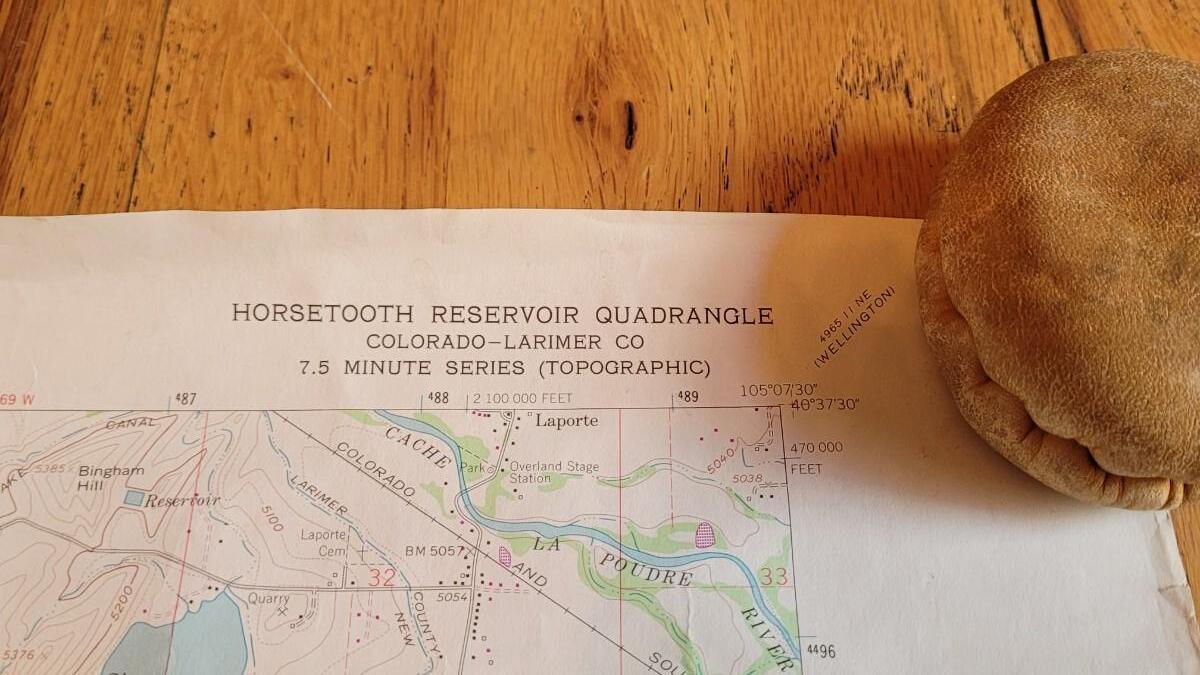 HORSETOOTH RESERVOIR QUADRANGLE
COLORADO–LARIMER CO
7.5 MINUTE SERIES (TOPOGRAPHIC)
4965 II NE
(WELLINGTON)
69 W
487
488
2 100 000 FEET
489
105°07'30"
40°37'30"
CANAL
Laporte
CACHE
LA
POUDRE
RIVER
470 000
FEET
5385
Bingham
Hill
Reservoir
COLORADO
AND
Park
Overland Stage
Station
5040
5038
LARIMER
COUNTY
5100
Laporte
Cem
BM 5057
32
33
5054
Quarry
NEW
5200
5376
4496